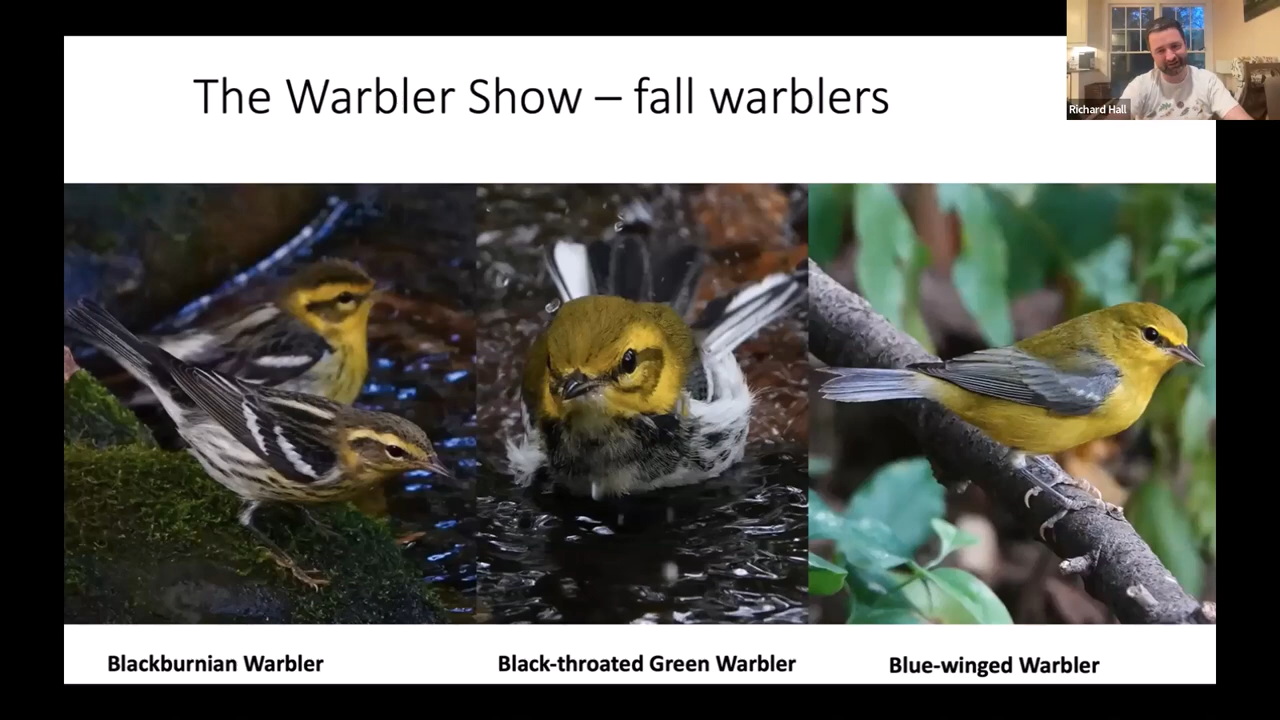 The Warbler Show – fall warblers
Richard Hall
Blackburnian Warbler
Black-throated Green Warbler
Blue-winged Warbler